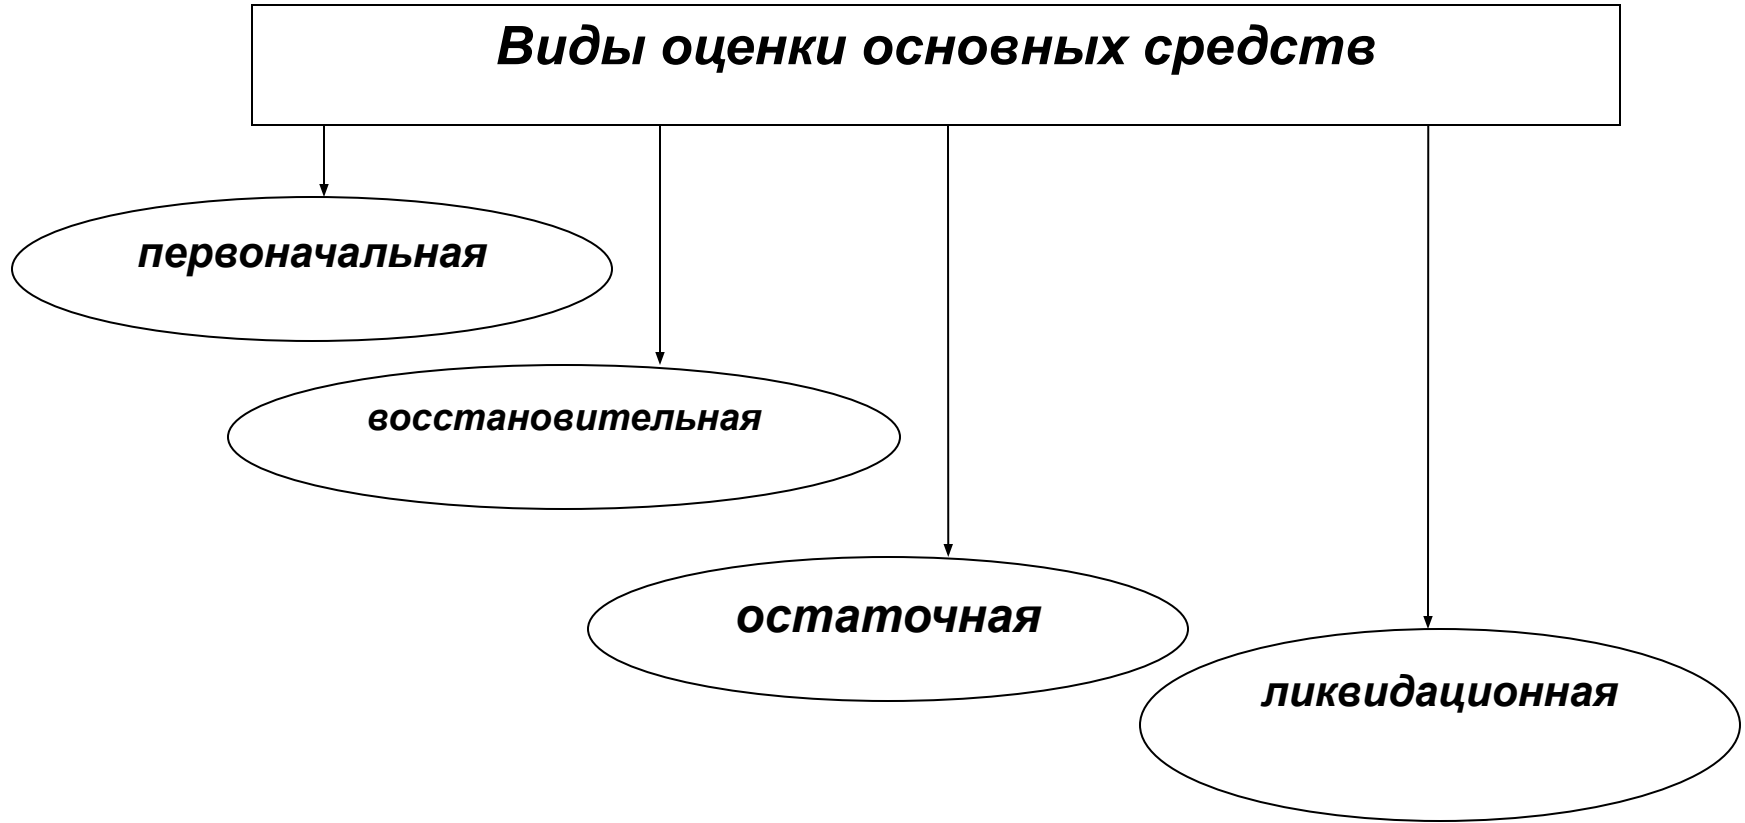 Виды оценки основных средств
первоначальная
восстановительная
остаточная
ликвидационная